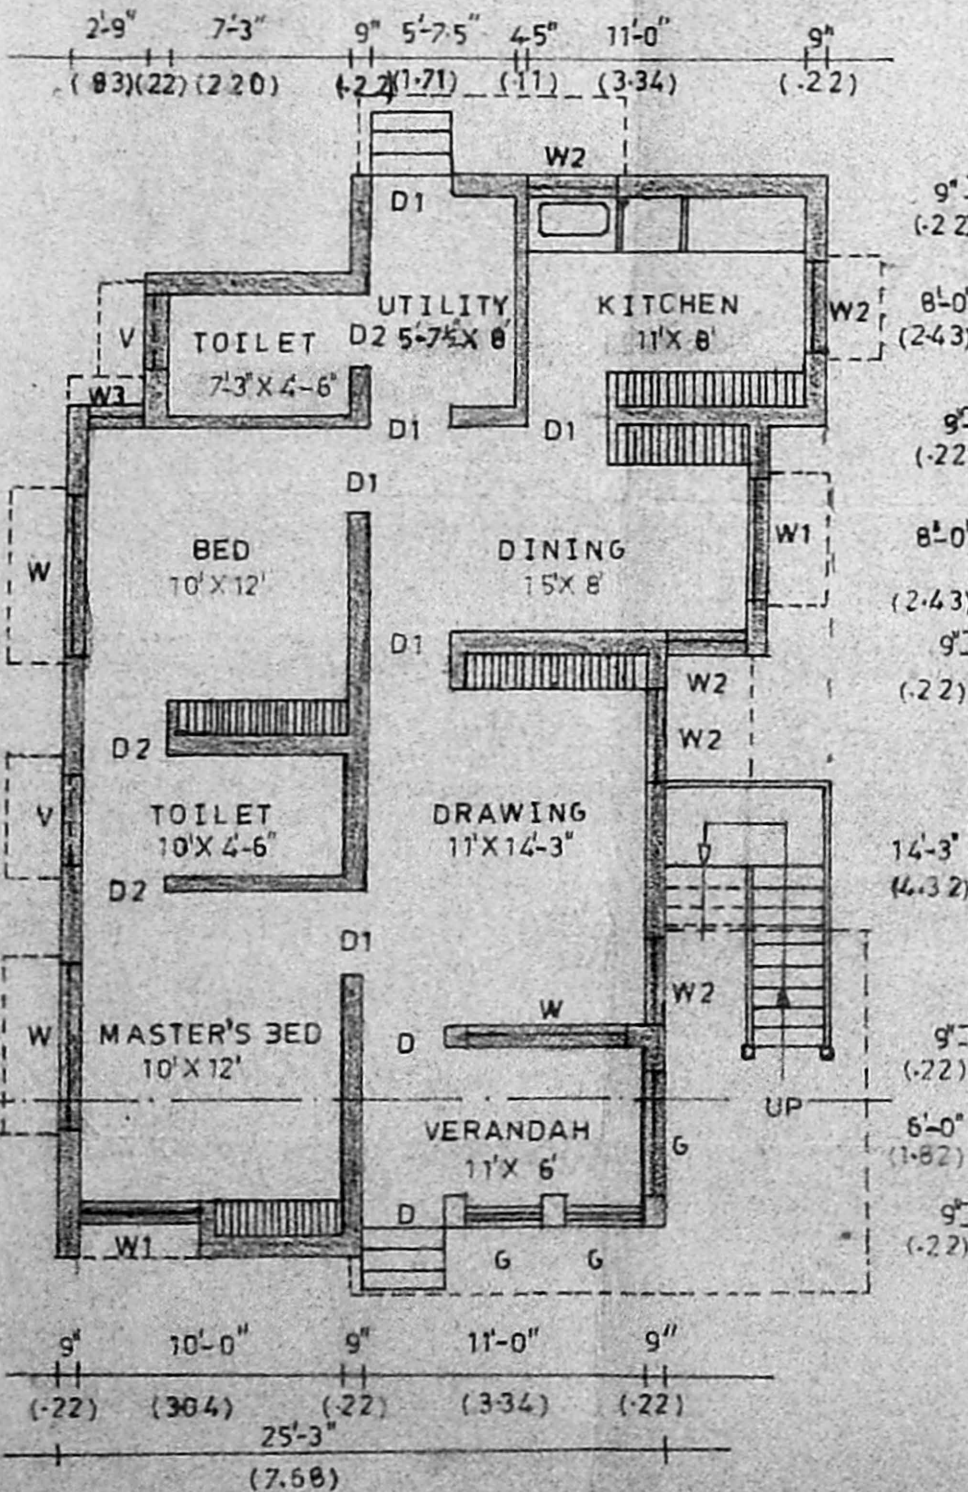 2'-9" 7'-3" 9" 5'-7.5" 4.5" 11'-0" 9"
(.83)(.22)(2.20) (.22)(1.71) (.11) (3.34) (.22)
W2
D1
9"
(.22)
UTILITY
5'-7½"X 8'
KITCHEN
11'X 8'
W2
8'-0"
(2.43)
V
TOILET
7'-3"X 4'-6"
D2
W3
D1
D1
9"
(.22)
D1
BED
10'X 12'
DINING
15'X 8'
W1
8'-0"
(2.43)
W
D1
9"
(.22)
W2
W2
D2
V
TOILET
10'X 4'-6"
DRAWING
11'X 14'-3"
14'-3"
(4.32)
D2
D1
W2
W
W
MASTER'S BED
10'X 12'
D
9"
(.22)
UP
VERANDAH
11'X 6'
G
6'-0"
(1.82)
D
W1
G G
9"
(.22)
9" 10'-0" 9" 11'-0" 9"
(.22) (3.04) (.22) (3.34) (.22)
25'-3"
(7.68)